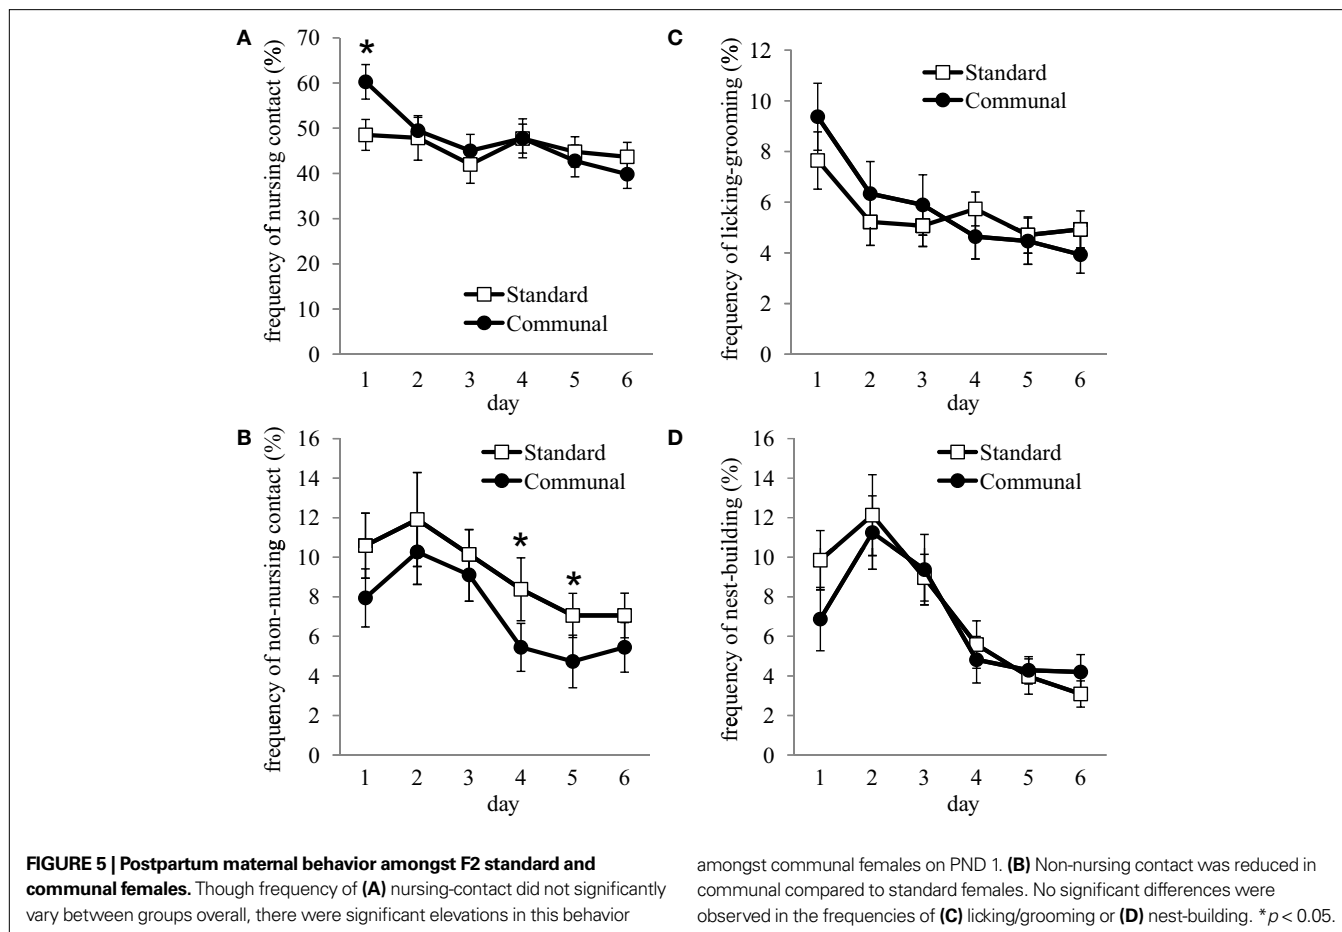 A
frequency of nursing contact (%)
70
60
50
40
30
20
10
0
*
Standard
Communal
1 2 3 4 5 6
day
C
frequency of licking-grooming (%)
12
10
8
6
4
2
0
Standard
Communal
1 2 3 4 5 6
day
B
frequency of non-nursing contact (%)
16
14
12
10
8
6
4
2
0
Standard
Communal
*
*
1 2 3 4 5 6
day
D
frequency of nest-building (%)
16
14
12
10
8
6
4
2
0
Standard
Communal
1 2 3 4 5 6
day
FIGURE 5 | Postpartum maternal behavior amongst F2 standard and
communal females. Though frequency of (A) nursing-contact did not significantly
vary between groups overall, there were significant elevations in this behavior
amongst communal females on PND 1. (B) Non-nursing contact was reduced in
communal compared to standard females. No significant differences were
observed in the frequencies of (C) licking/grooming or (D) nest-building. *p < 0.05.